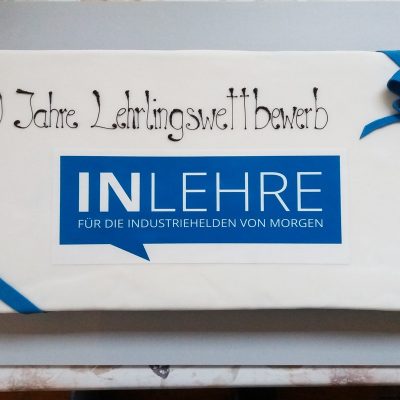 Jahre Lehrlingswettbewerb
INLEHRE
FÜR DIE INDUSTRIEHELDEN VON MORGEN